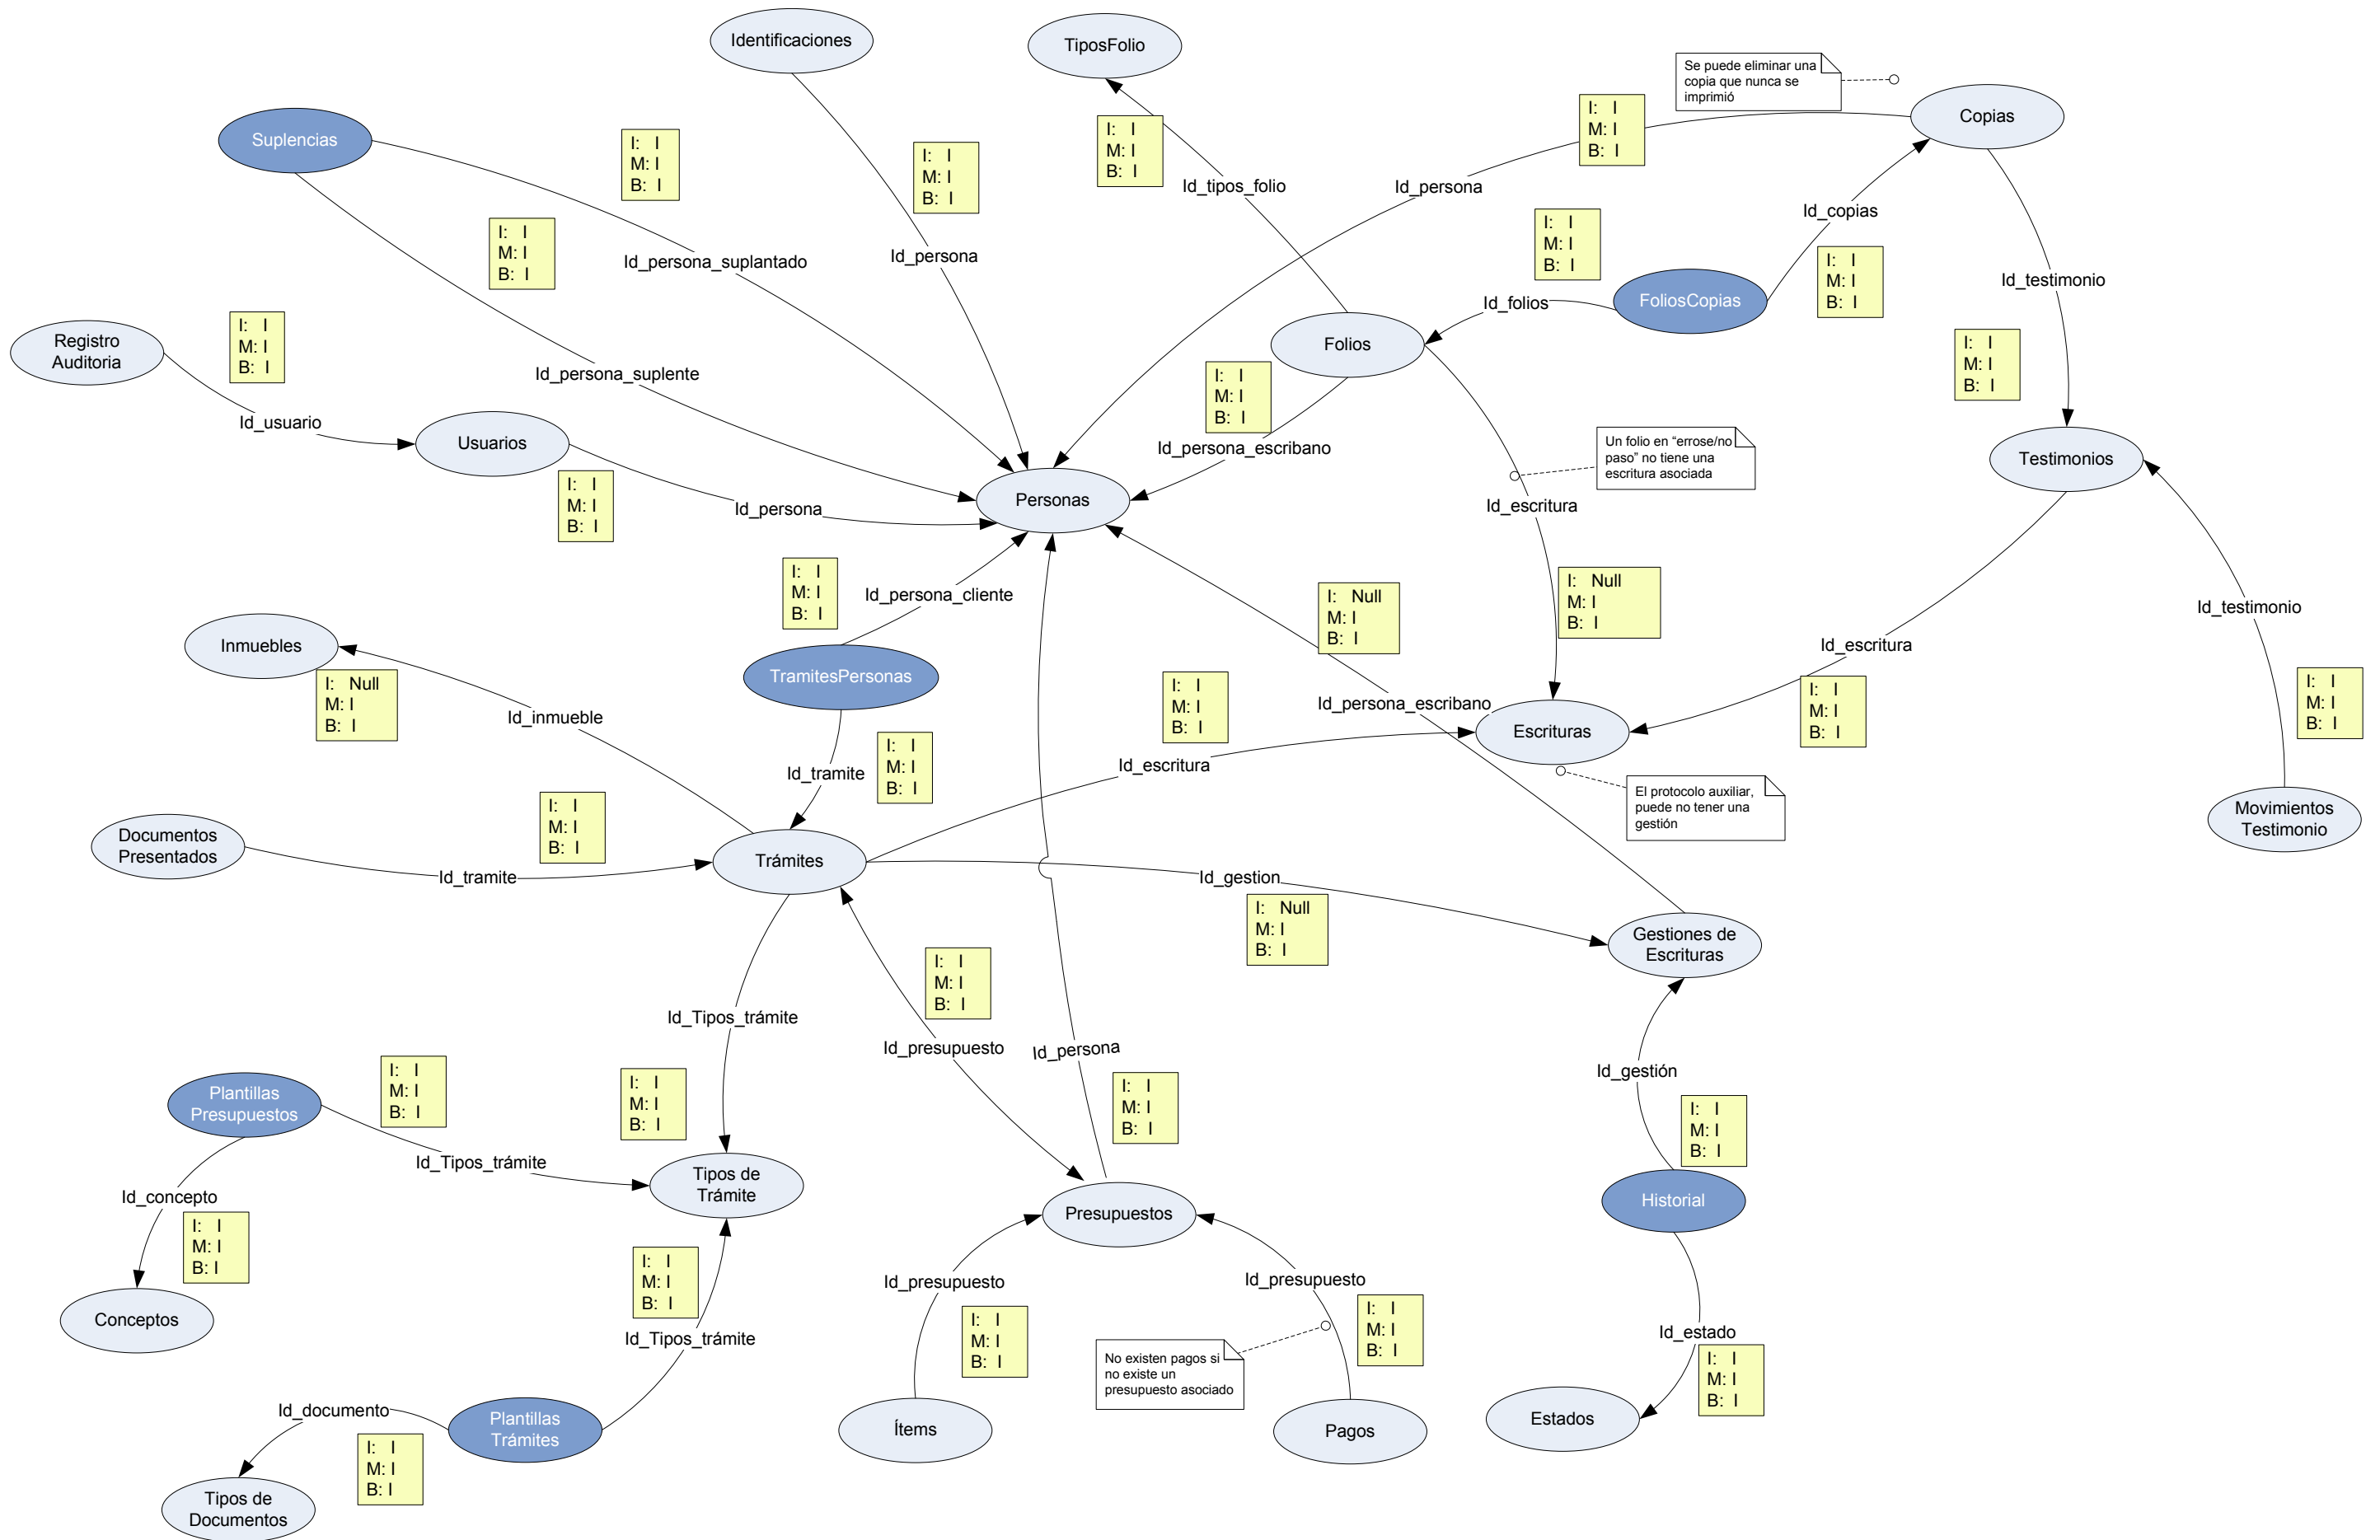 Identificaciones
TiposFolio
Se puede eliminar una
copia que nunca se
imprimió
Copias
Suplencias
I: I
M: I
B: I
I: I
M: I
B: I
I: I
M: I
B: I
I: I
M: I
B: I
Id_tipos_folio
Id_persona
Id_copias
I: I
M: I
B: I
I: I
M: I
B: I
I: I
M: I
B: I
Id_persona_suplantado
Id_persona
Id_testimonio
Id_folios
FoliosCopias
Registro
Auditoria
I: I
M: I
B: I
Folios
I: I
M: I
B: I
Id_persona_suplente
I: I
M: I
B: I
Id_usuario
Usuarios
Id_persona_escribano
Un folio en “errose/no
paso” no tiene una
escritura asociada
Testimonios
I: I
M: I
B: I
Id_persona
Personas
Id_escritura
I: I
M: I
B: I
Id_persona_cliente
I: Null
M: I
B: I
I: Null
M: I
B: I
Id_testimonio
Inmuebles
I: Null
M: I
B: I
TramitesPersonas
Id_escritura
I: I
M: I
B: I
Id_persona_escribano
I: I
M: I
B: I
I: I
M: I
B: I
Id_inmueble
Escrituras
I: I
M: I
B: I
Id_tramite
Id_escritura
El protocolo auxiliar,
puede no tener una
gestión
Movimientos
Testimonio
Documentos
Presentados
I: I
M: I
B: I
Trámites
Id_tramite
Id_gestion
I: Null
M: I
B: I
Gestiones de
Escrituras
I: I
M: I
B: I
Id_Tipos_trámite
Id_presupuesto
Id_persona
Id_gestión
Plantillas
Presupuestos
I: I
M: I
B: I
I: I
M: I
B: I
I: I
M: I
B: I
I: I
M: I
B: I
Id_Tipos_trámite
Id_concepto
Tipos de
Trámite
Presupuestos
Historial
I: I
M: I
B: I
I: I
M: I
B: I
Id_presupuesto
Id_presupuesto
Conceptos
Id_Tipos_trámite
I: I
M: I
B: I
No existen pagos si
no existe un
presupuesto asociado
I: I
M: I
B: I
Id_estado
I: I
M: I
B: I
Id_documento
Plantillas
Trámites
Ítems
Pagos
Estados
I: I
M: I
B: I
Tipos de
Documentos